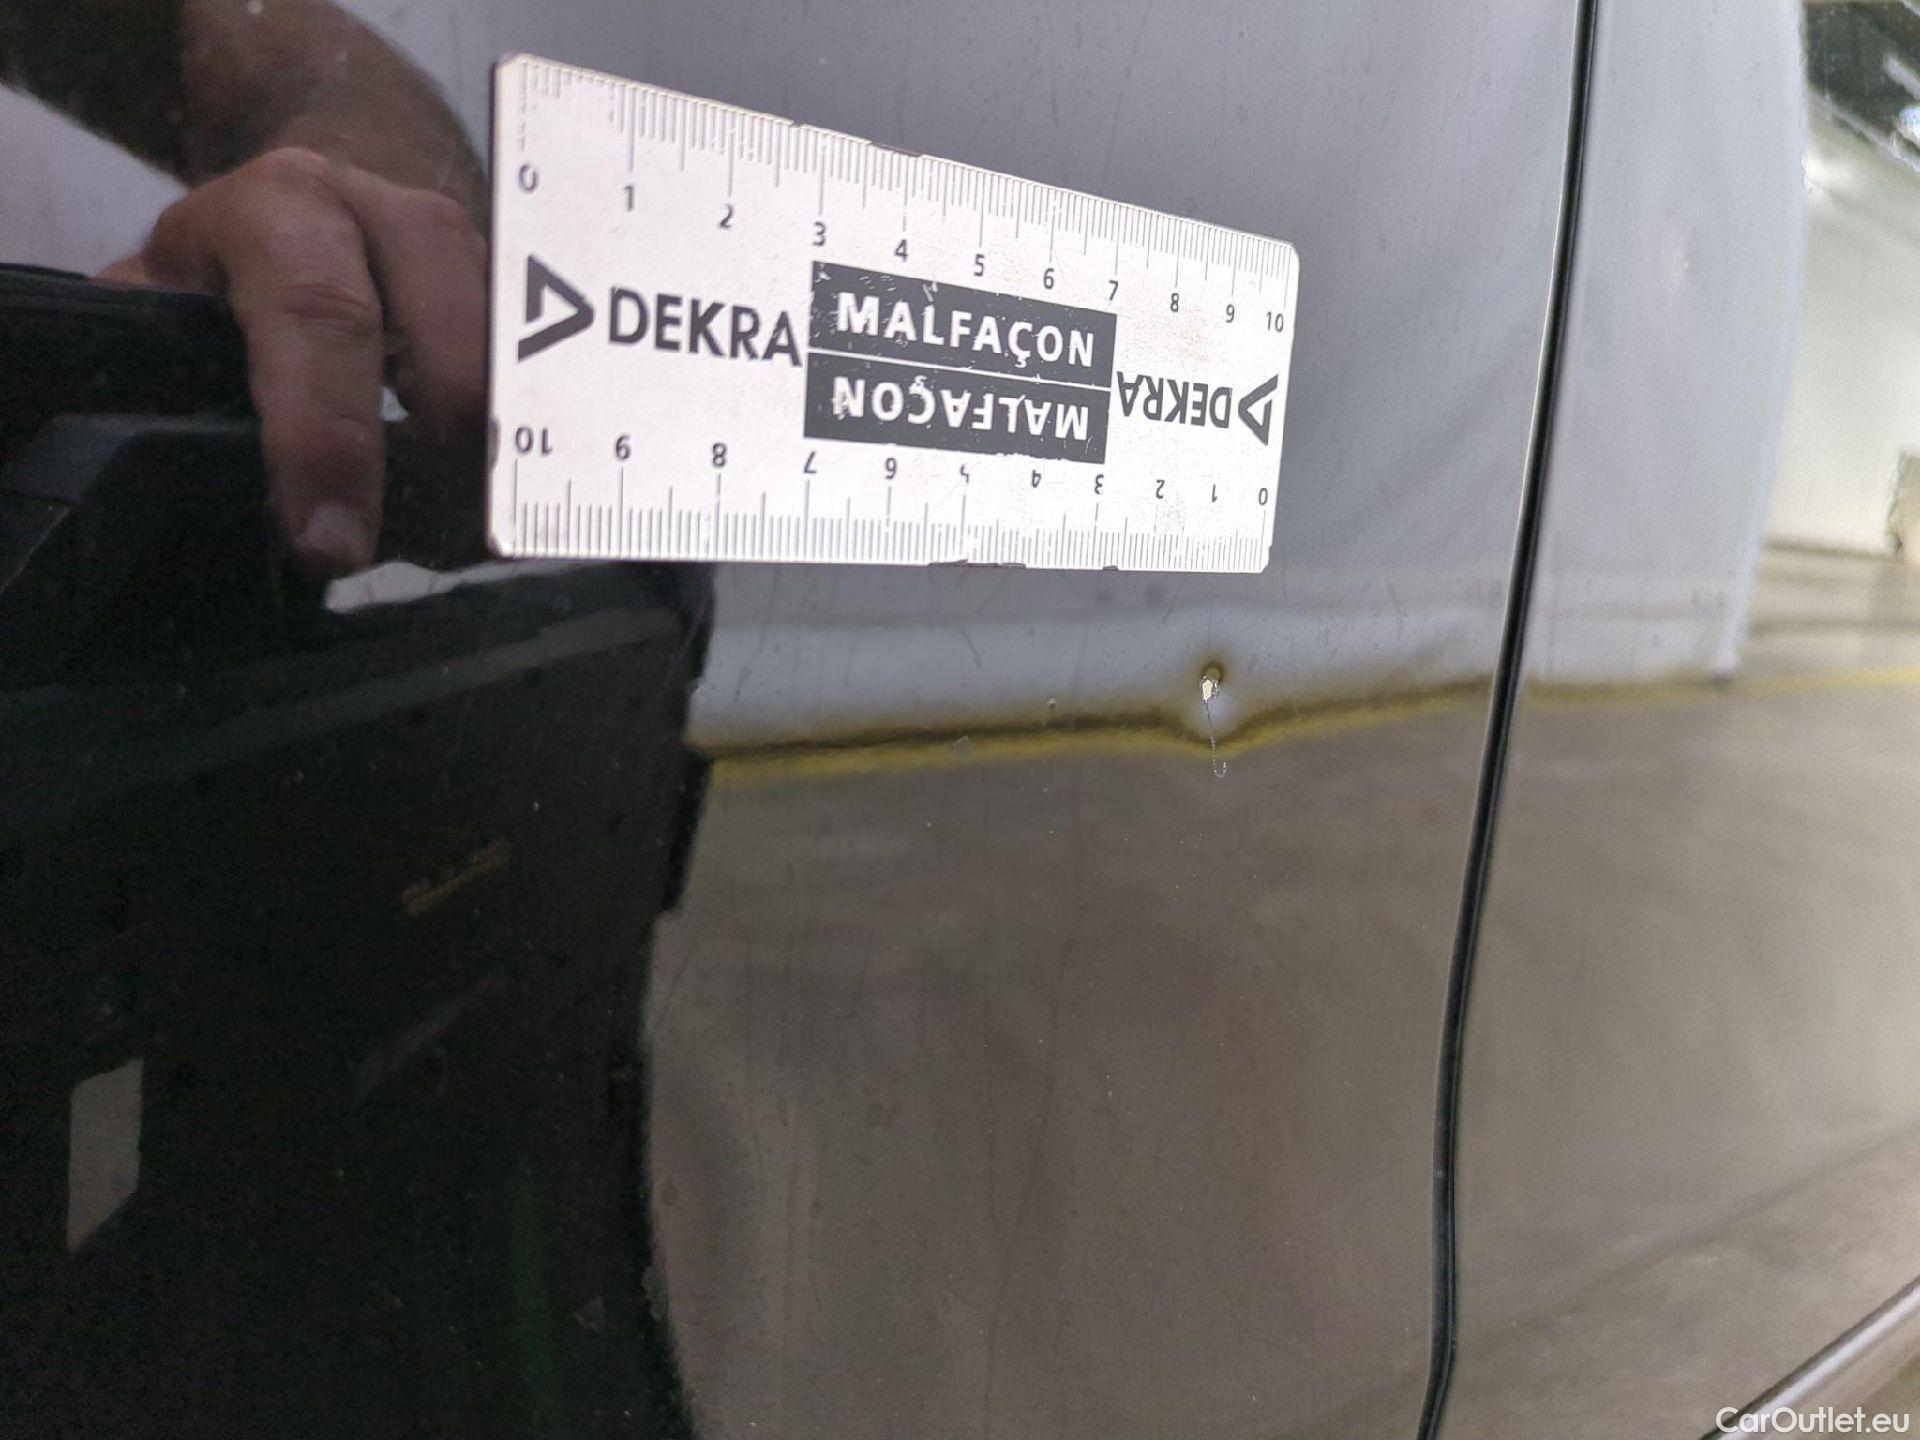 0 1 2 3 4 5 6 7 8 9 10
DEKRA MALFAÇON
MALFAÇON DEKRA
10 9 8 7 6 5 4 3 2 1 0
CarOutlet.eu